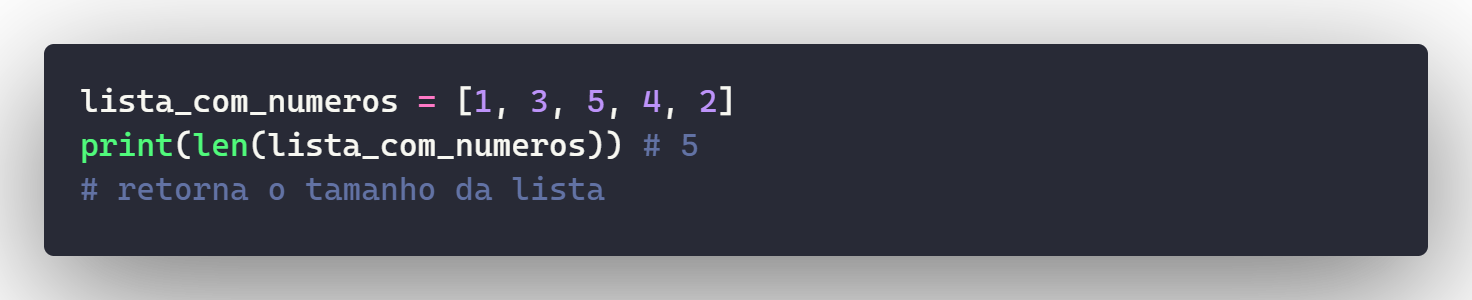 lista_com_numeros = [1, 3, 5, 4, 2]
print(len(lista_com_numeros)) # 5
# retorna o tamanho da lista